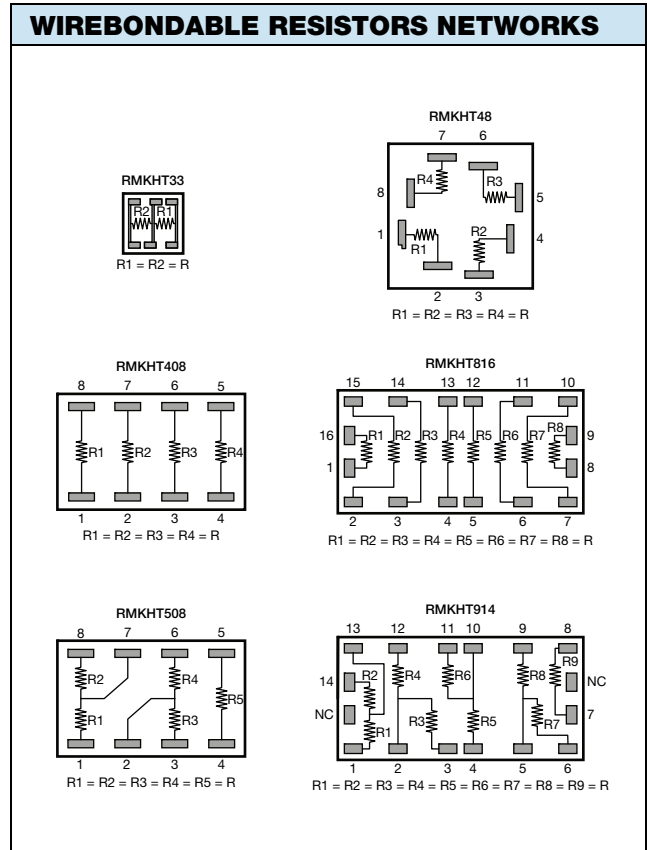 WIREBONDABLE RESISTORS NETWORKS
RMKHT33
R2 R1
R1 = R2 = R
RMKHT48
7 6
R4 R3
8 5
1 4
R1 R2
2 3
R1 = R2 = R3 = R4 = R
RMKHT408
8 7 6 5
R1 R2 R3 R4
1 2 3 4
R1 = R2 = R3 = R4 = R
RMKHT816
15 14 13 12 11 10
16 R1 R2 R3 R4 R5 R6 R7 R8 9
1 8
2 3 4 5 6 7
R1 = R2 = R3 = R4 = R5 = R6 = R7 = R8 = R
RMKHT508
8 7 6 5
R2 R4
R5
R1 R3
1 2 3 4
R1 = R2 = R3 = R4 = R5 = R
RMKHT914
13 12 11 10 9 8
R2 R4 R6 R8 R9
14 NC
NC R1 R3 R5 R7 7
1 2 3 4 5 6
R1 = R2 = R3 = R4 = R5 = R6 = R7 = R8 = R9 = R